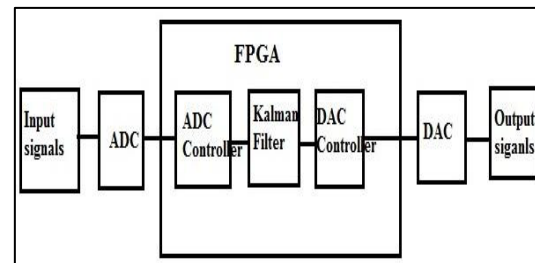 FPGA
Input
signals
ADC
ADC
Controller
Kalman
Filter
DAC
Controller
DAC
Output
siganls